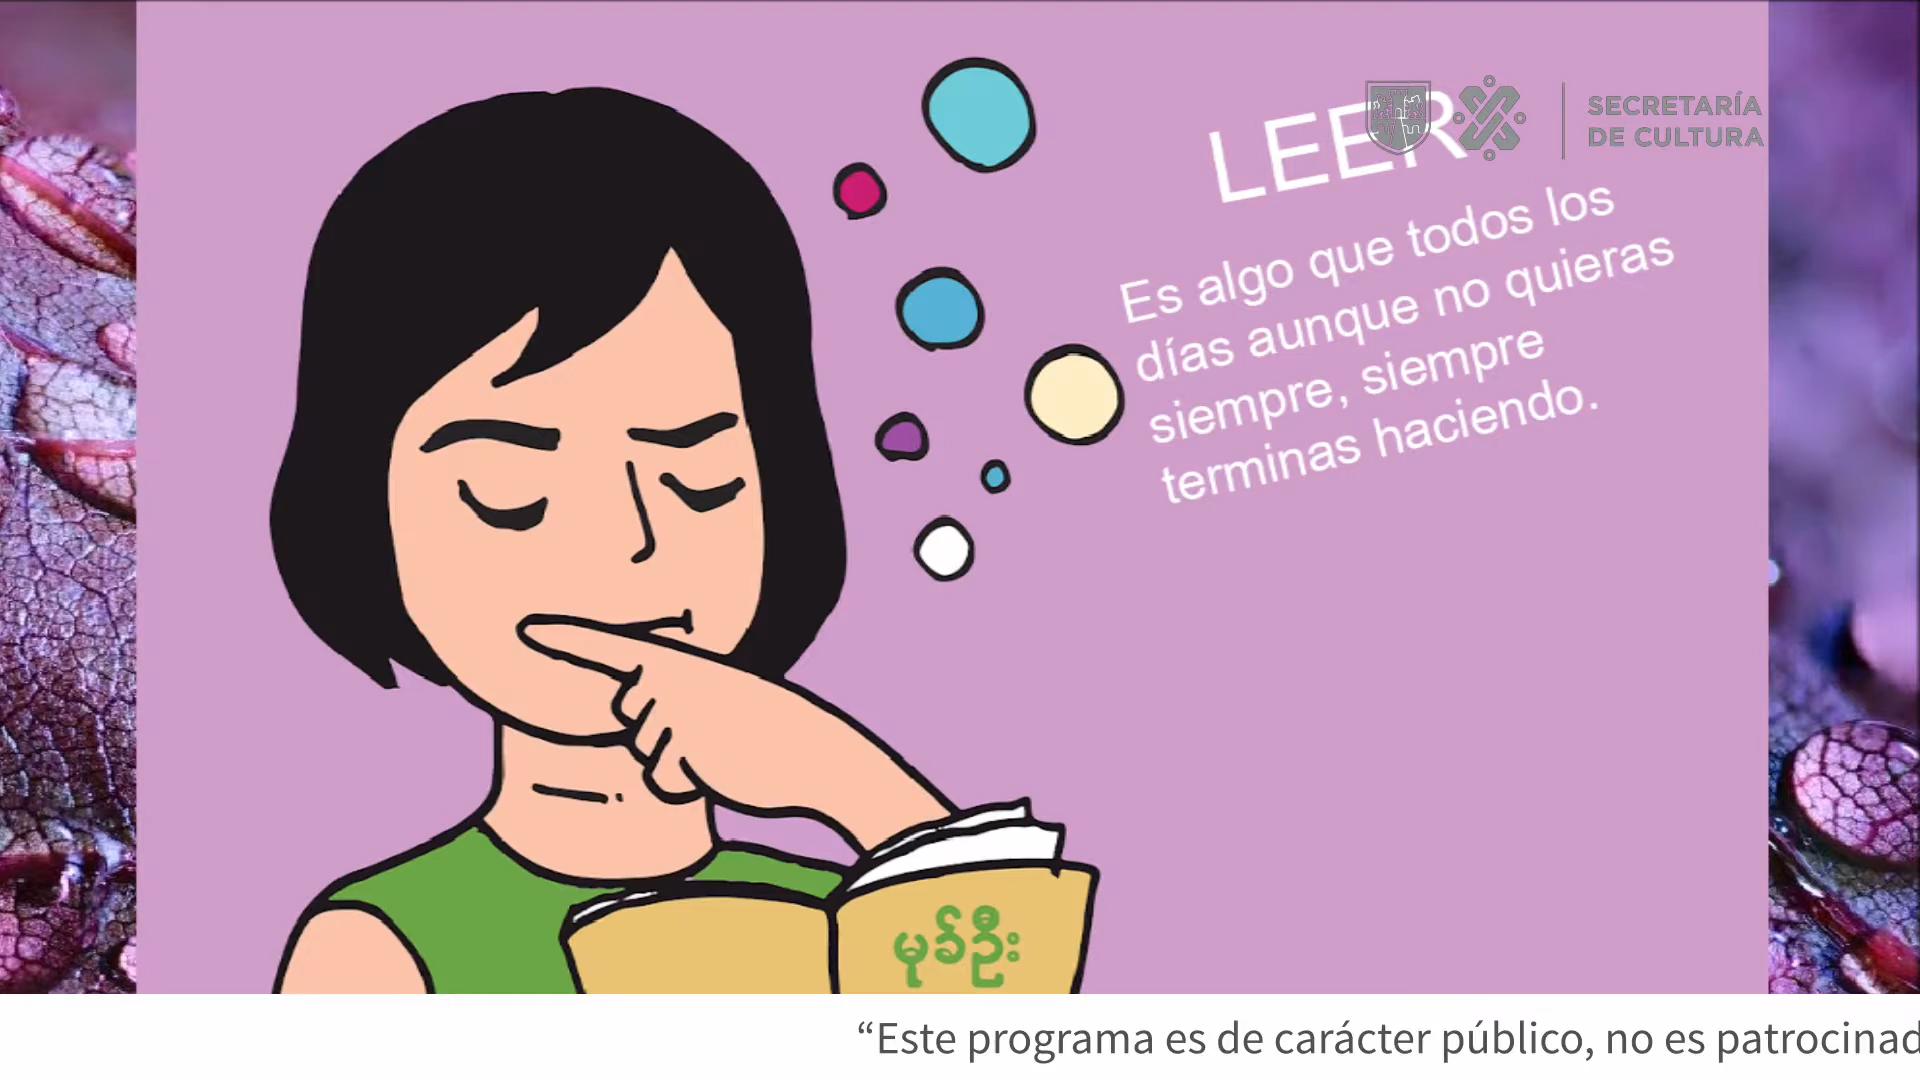 LEER
SECRETARÍA
DE CULTURA
Es algo que todos los
días aunque no quieras
siempre, siempre
terminas haciendo.
မုခ်ဦး
“Este programa es de carácter público, no es patrocinad